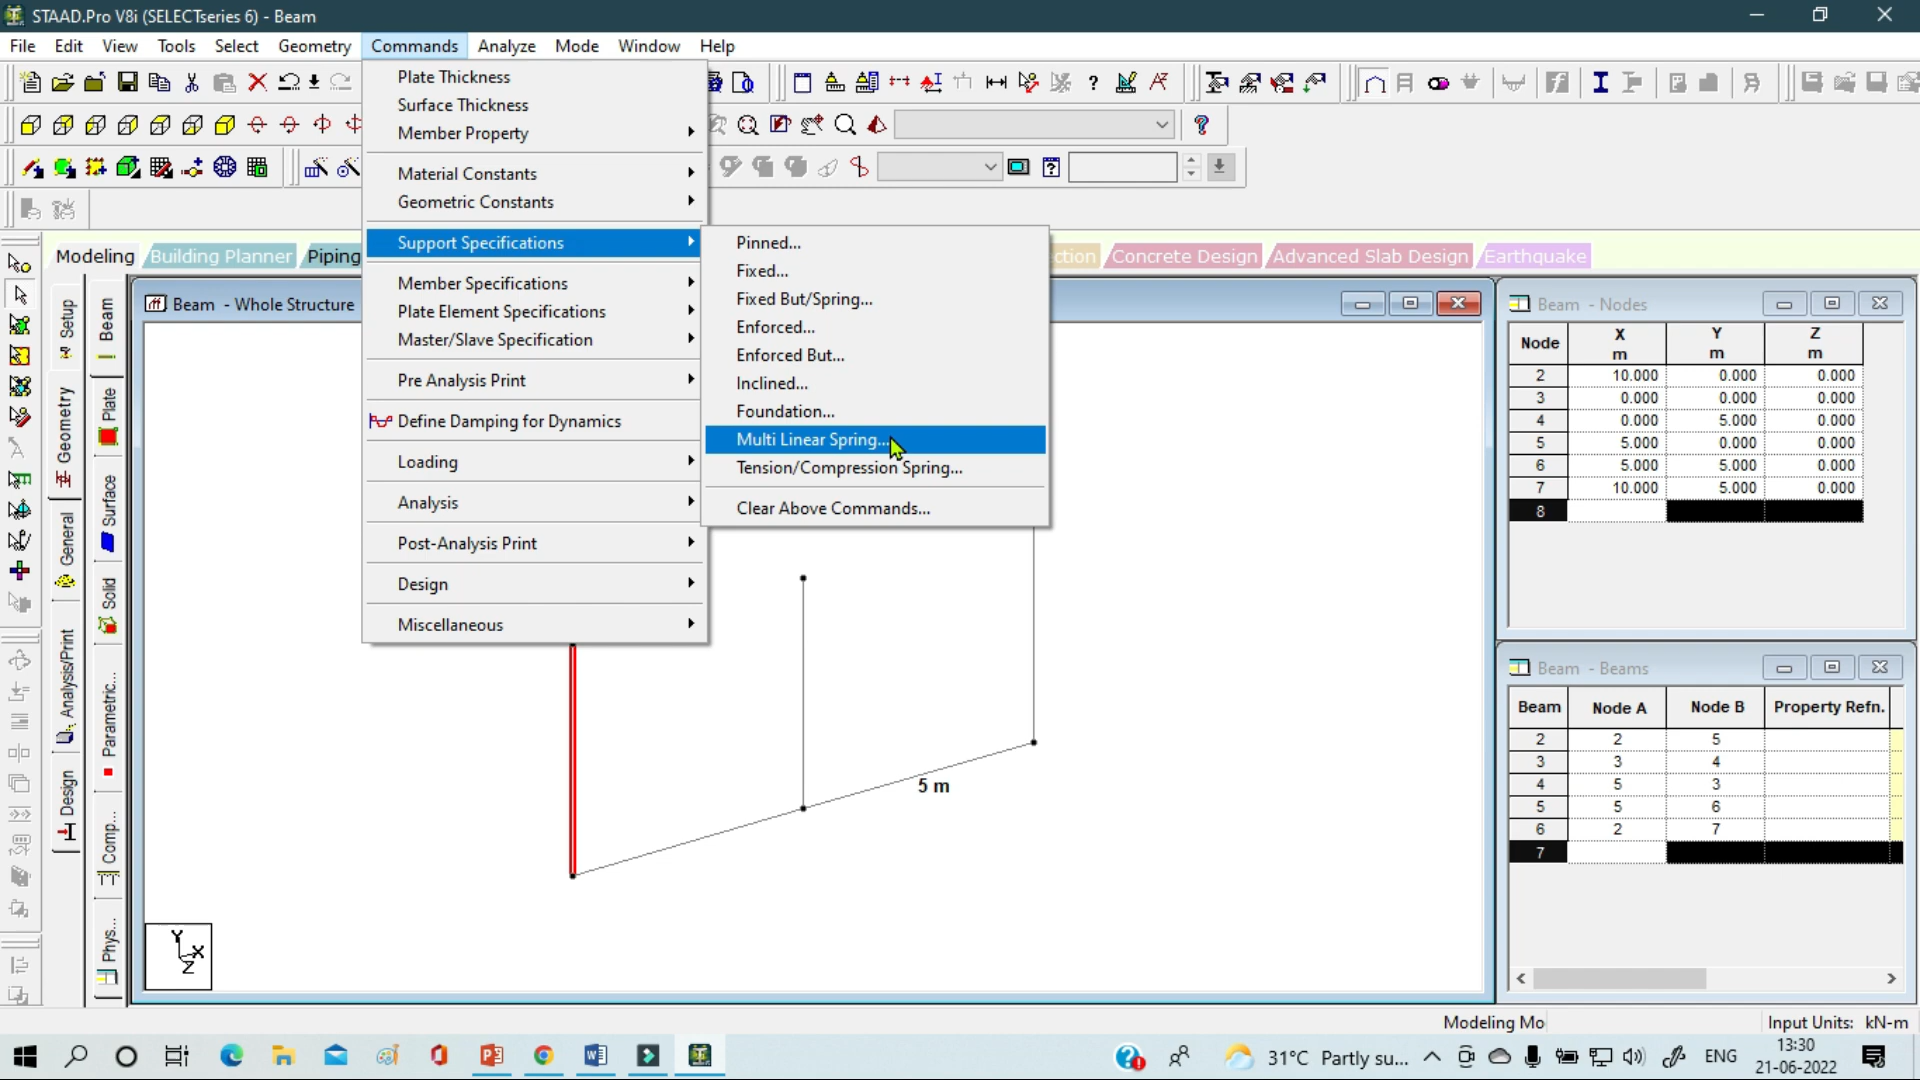 STAAD.Pro V8i (SELECTseries 6) - Beam
File Edit View Tools Select Geometry Commands Analyze Mode Window Help
Plate Thickness
Surface Thickness
Member Property
Material Constants
Geometric Constants
Support Specifications
Member Specifications
Plate Element Specifications
Master/Slave Specification
Pre Analysis Print
Define Damping for Dynamics
Loading
Analysis
Post-Analysis Print
Design
Miscellaneous
Pinned...
Fixed...
Fixed But/Spring...
Enforced...
Enforced But...
Inclined...
Foundation...
Multi Linear Spring...
Tension/Compression Spring...
Clear Above Commands...
Modeling Building Planner Piping ction Concrete Design Advanced Slab Design Earthquake
Setup
Geometry
General
Analysis/Print
Design
Beam
Plate
Surface
Solid
Parametric...
Comp...
Phys...
Beam - Whole Structure
5 m
Y
X
Z
Beam - Nodes
Node X m Y m Z m
2 10.000 0.000 0.000
3 0.000 0.000 0.000
4 0.000 5.000 0.000
5 5.000 0.000 0.000
6 5.000 5.000 0.000
7 10.000 5.000 0.000
8
Beam - Beams
Beam Node A Node B Property Refn.
2 2 5
3 3 4
4 5 3
5 5 6
6 2 7
7
Modeling Mo Input Units: kN-m
31°C Partly su... ENG 13:30
21-06-2022